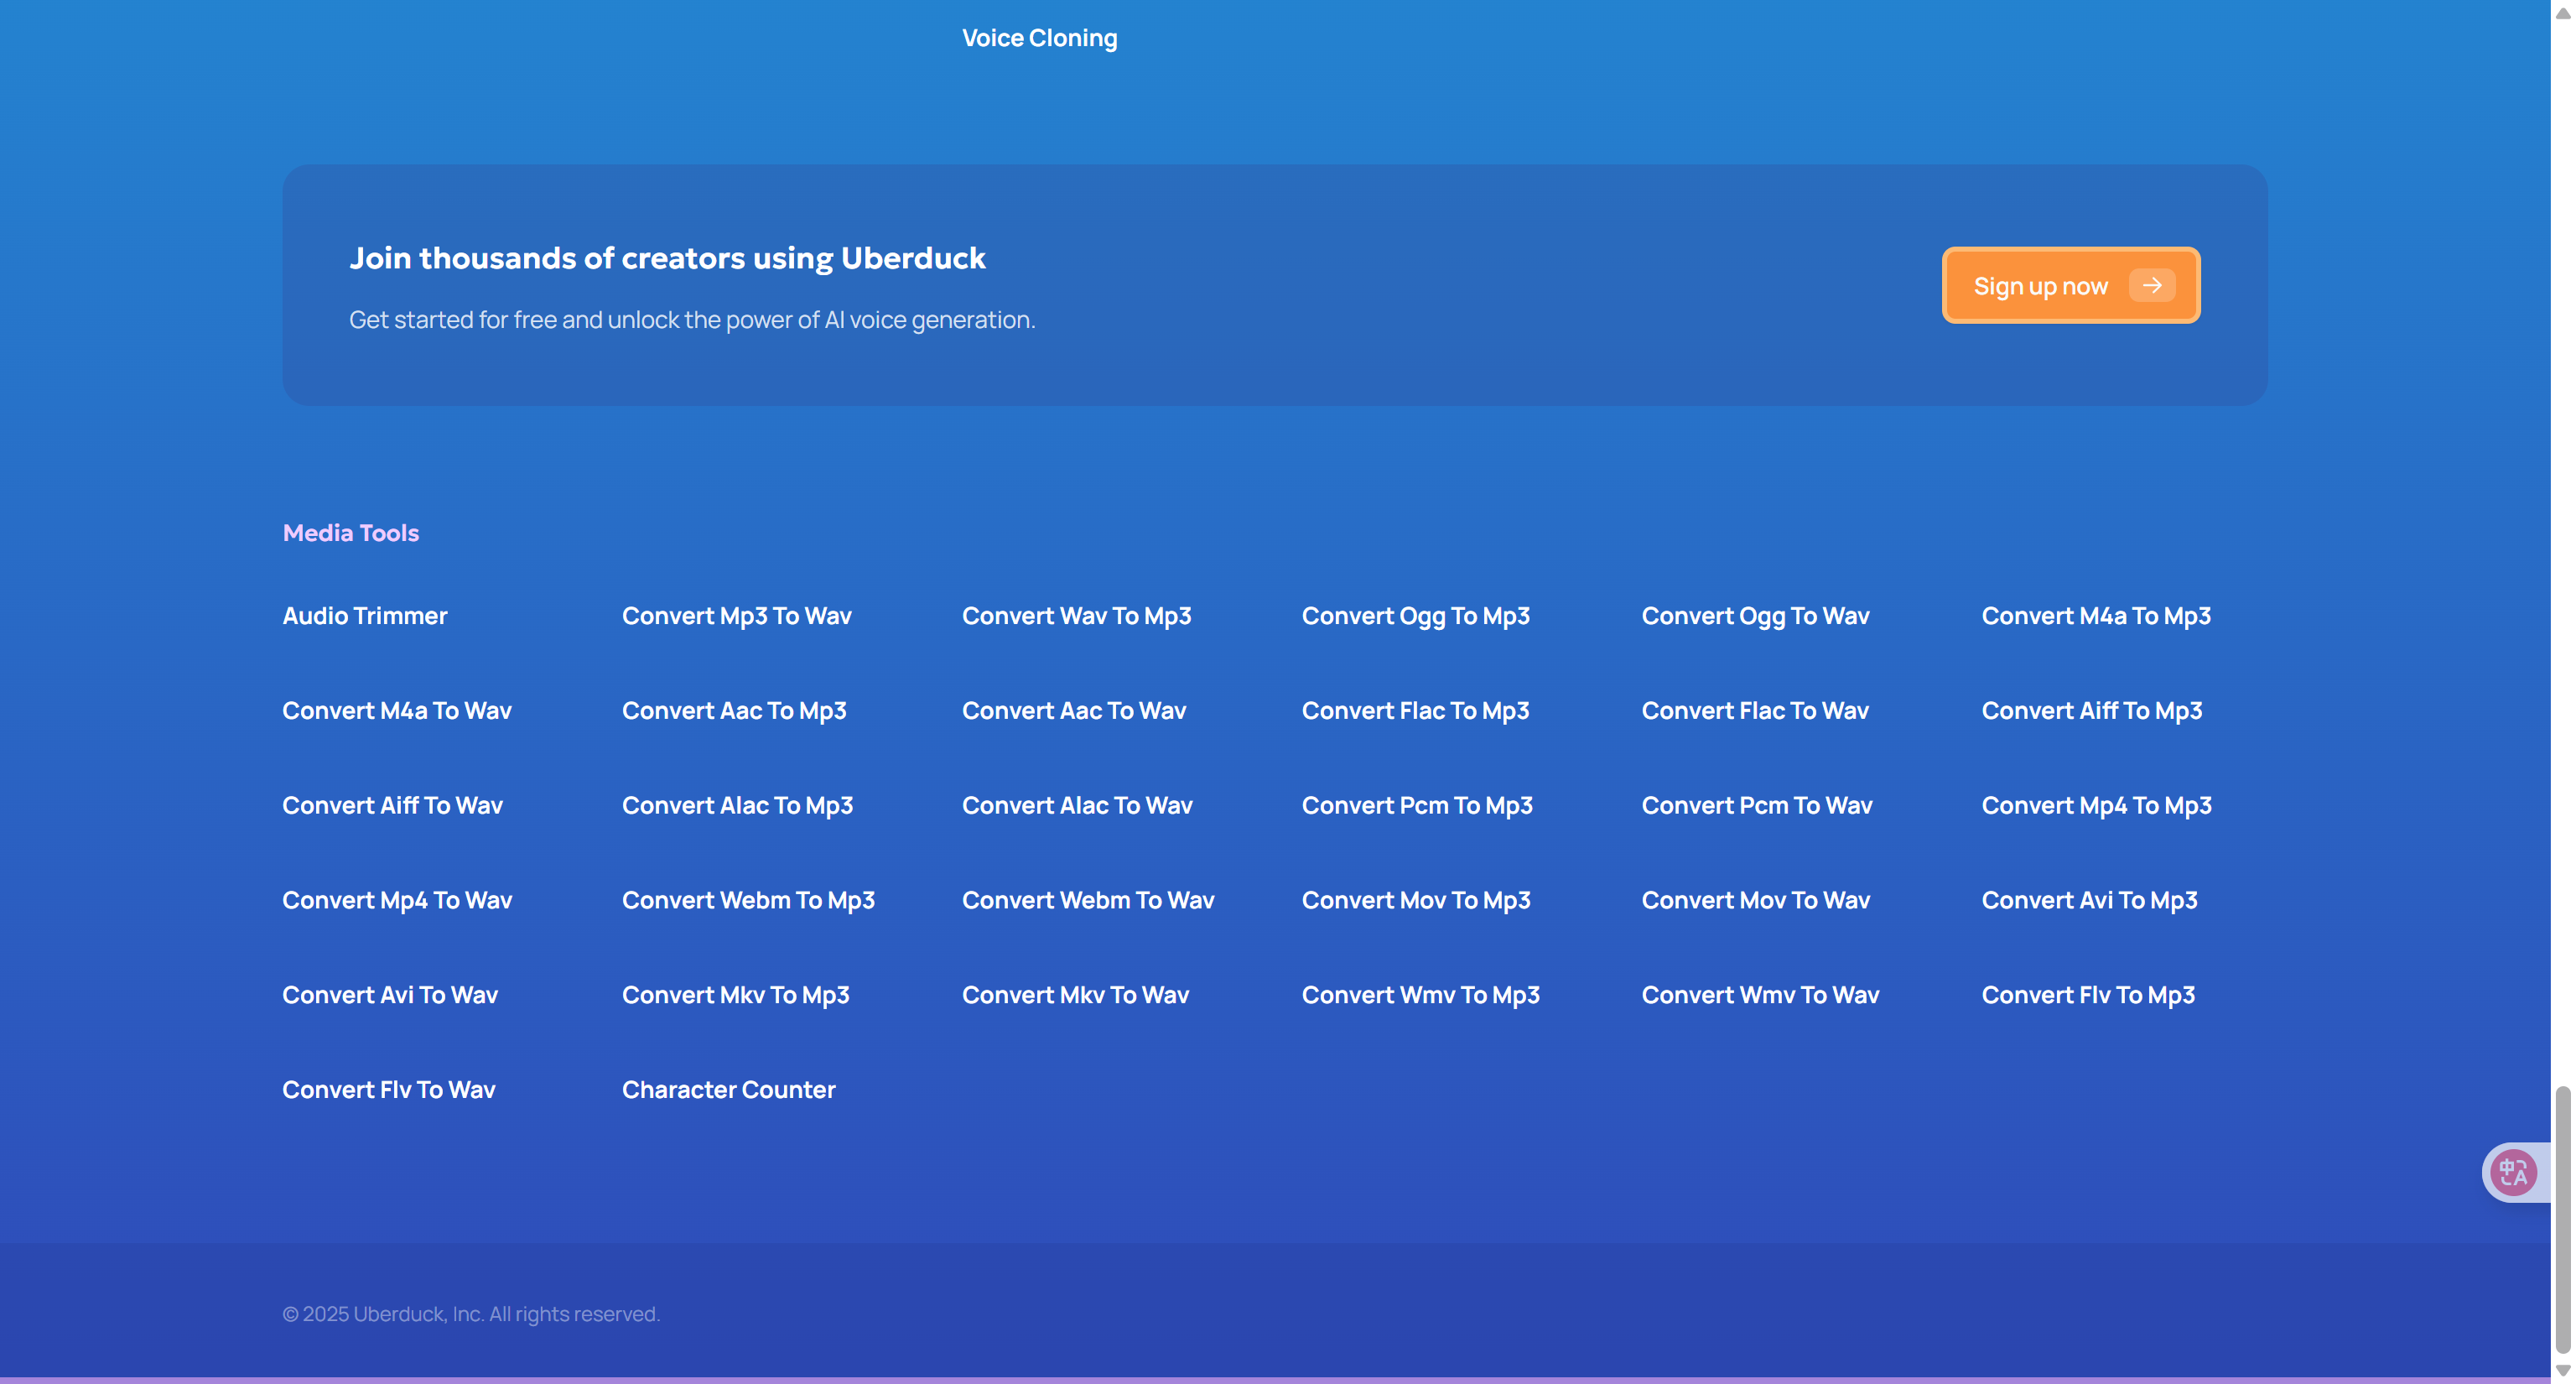 Voice Cloning
Join thousands of creators using Uberduck
Get started for free and unlock the power of AI voice generation.
Sign up now
Media Tools
Audio Trimmer
Convert Mp3 To Wav
Convert Wav To Mp3
Convert Ogg To Mp3
Convert Ogg To Wav
Convert M4a To Mp3
Convert M4a To Wav
Convert Aac To Mp3
Convert Aac To Wav
Convert Flac To Mp3
Convert Flac To Wav
Convert Aiff To Mp3
Convert Aiff To Wav
Convert Alac To Mp3
Convert Alac To Wav
Convert Pcm To Mp3
Convert Pcm To Wav
Convert Mp4 To Mp3
Convert Mp4 To Wav
Convert Webm To Mp3
Convert Webm To Wav
Convert Mov To Mp3
Convert Mov To Wav
Convert Avi To Mp3
Convert Avi To Wav
Convert Mkv To Mp3
Convert Mkv To Wav
Convert Wmv To Mp3
Convert Wmv To Wav
Convert Flv To Mp3
Convert Flv To Wav
Character Counter
中A
© 2025 Uberduck, Inc. All rights reserved.